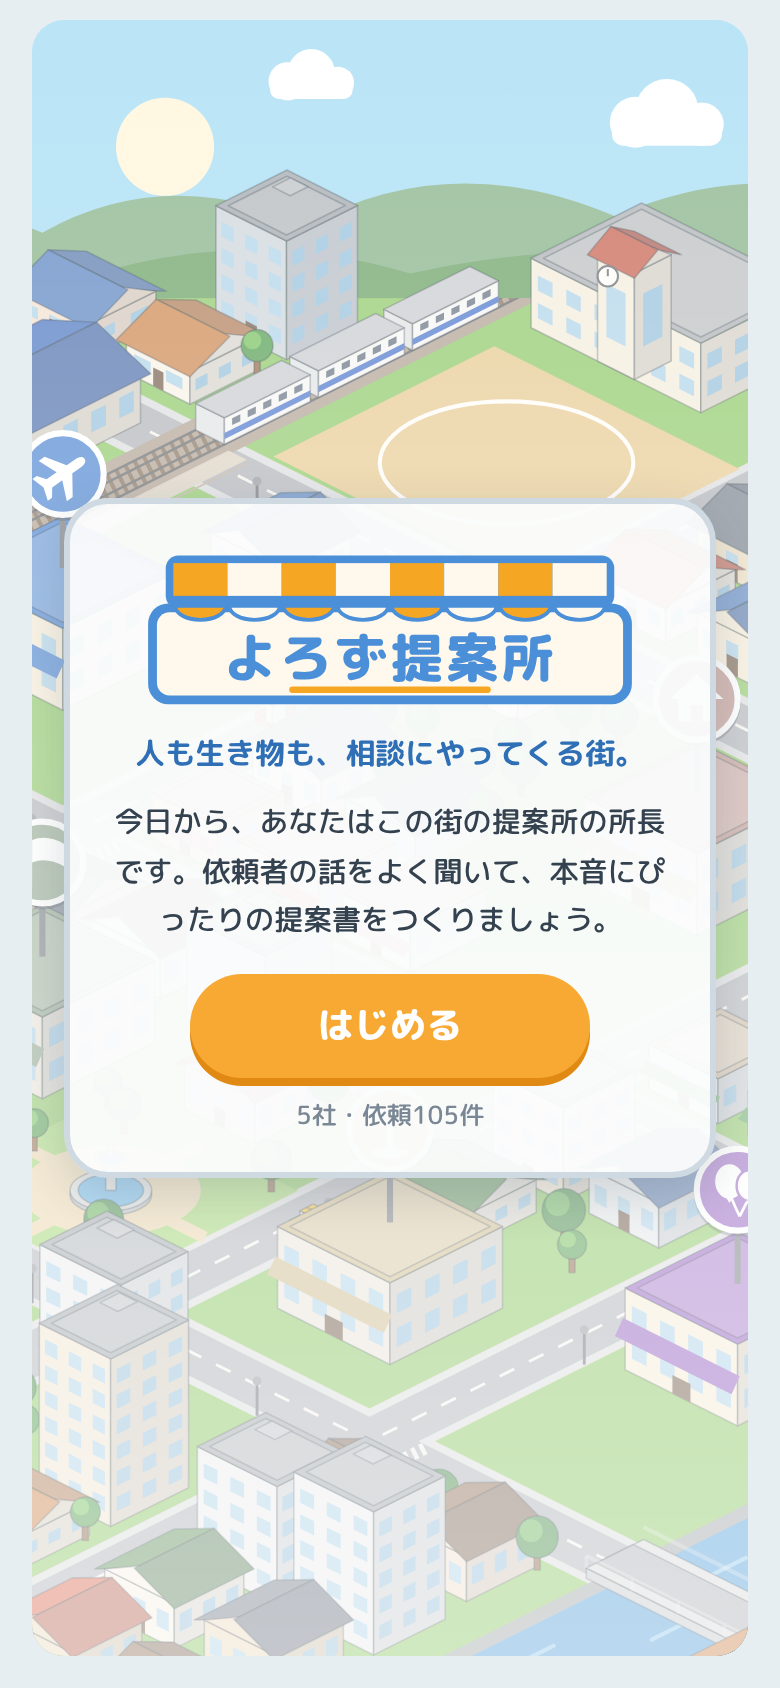 よろず提案所
人も生き物も、相談にやってくる街。
今日から、あなたはこの街の提案所の所長
です。依頼者の話をよく聞いて、本音にぴ
ったりの提案書をつくりましょう。
はじめる
5社・依頼105件